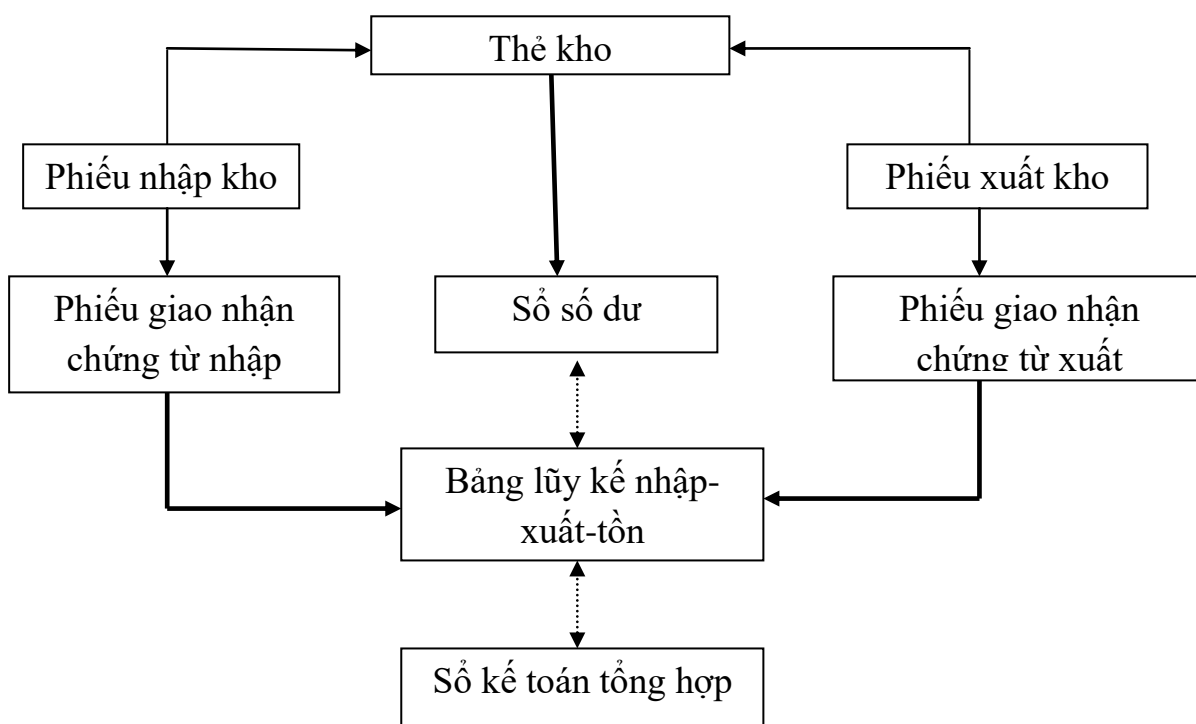 Thẻ kho
Phiếu nhập kho
Phiếu xuất kho
Phiếu giao nhận
chứng từ nhập
Sổ số dư
Phiếu giao nhận
chứng từ xuất
Bảng lũy kế nhập-
xuất-tồn
Sổ kế toán tổng hợp